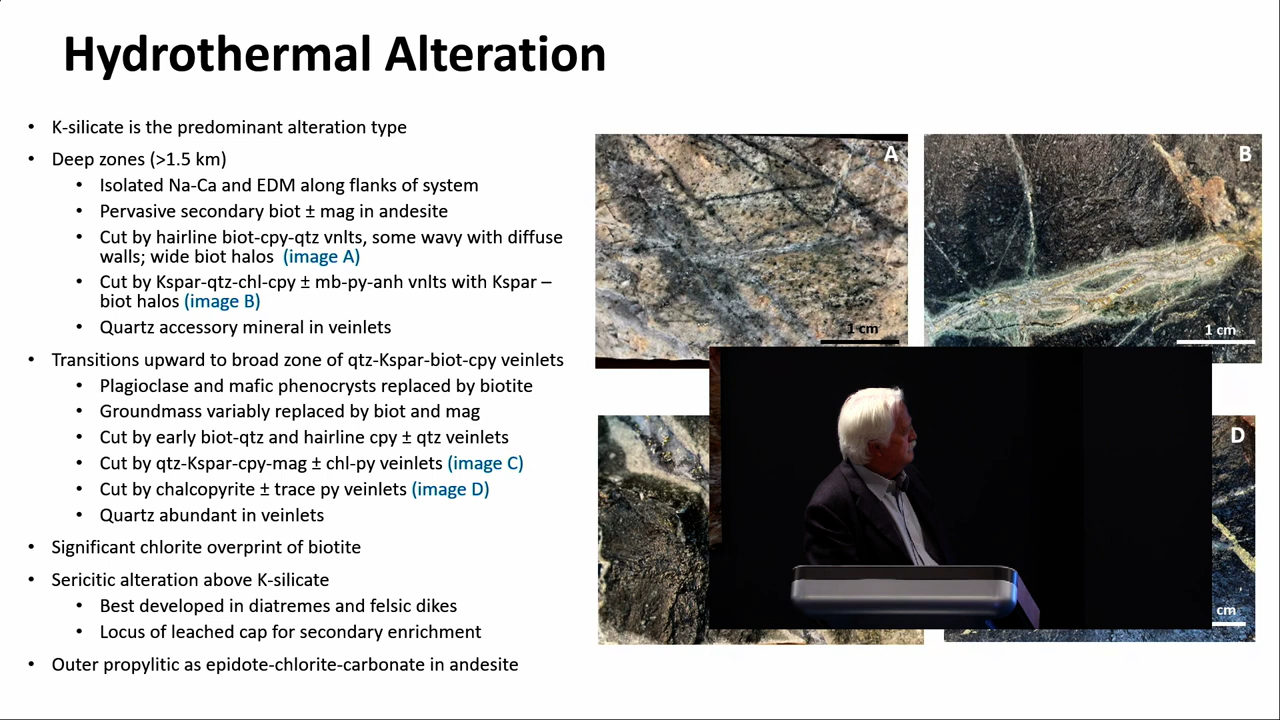 Hydrothermal Alteration
• K-silicate is the predominant alteration type
• Deep zones (>1.5 km)
• Isolated Na-Ca and EDM along flanks of system
• Pervasive secondary biot ± mag in andesite
• Cut by hairline biot-cpy-qtz vnlts, some wavy with diffuse
walls; wide biot halos (image A)
• Cut by Kspar-qtz-chl-cpy ± mb-py-anh vnlts with Kspar –
biot halos (image B)
• Quartz accessory mineral in veinlets
• Transitions upward to broad zone of qtz-Kspar-biot-cpy veinlets
• Plagioclase and mafic phenocrysts replaced by biotite
• Groundmass variably replaced by biot and mag
• Cut by early biot-qtz and hairline cpy ± qtz veinlets
• Cut by qtz-Kspar-cpy-mag ± chl-py veinlets (image C)
• Cut by chalcopyrite ± trace py veinlets (image D)
• Quartz abundant in veinlets
• Significant chlorite overprint of biotite
• Sericitic alteration above K-silicate
• Best developed in diatremes and felsic dikes
• Locus of leached cap for secondary enrichment
• Outer propylitic as epidote-chlorite-carbonate in andesite
A
1 cm
B
1 cm
D
cm